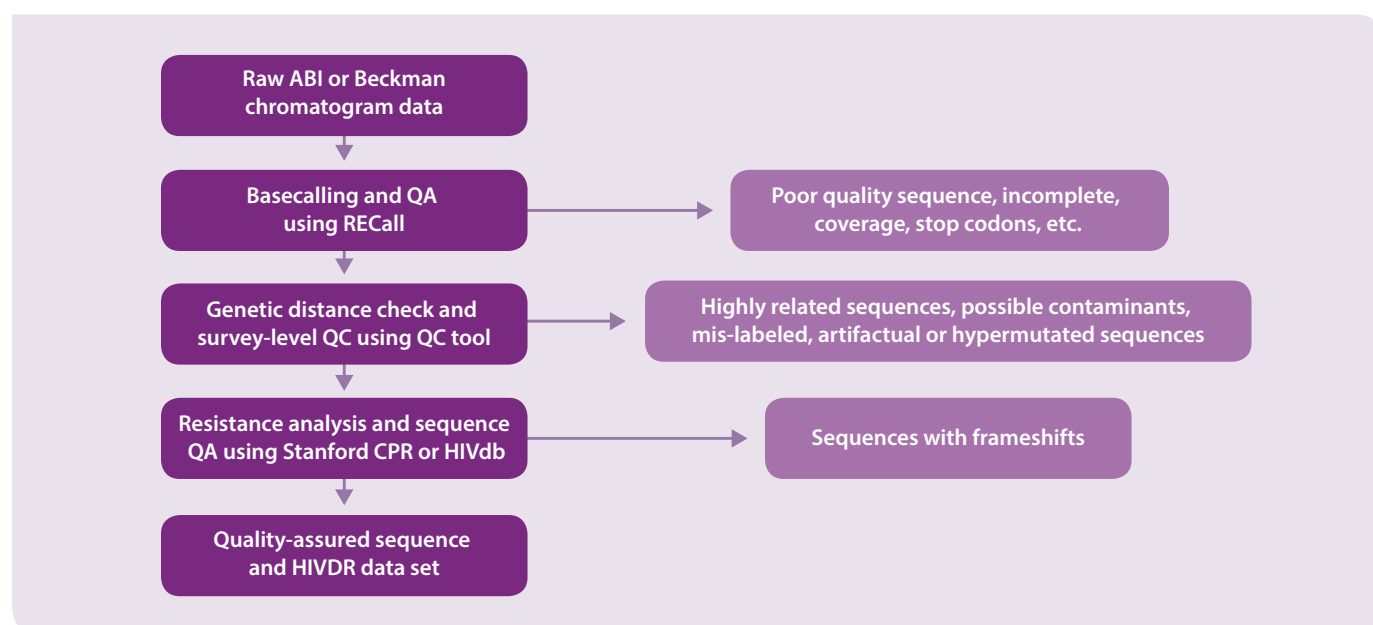 Raw ABI or Beckman
chromatogram data
Basecalling and QA
using RECall
Poor quality sequence, incomplete,
coverage, stop codons, etc.
Genetic distance check and
survey-level QC using QC tool
Highly related sequences, possible contaminants,
mis-labeled, artifactual or hypermutated sequences
Resistance analysis and sequence
QA using Stanford CPR or HIVdb
Sequences with frameshifts
Quality-assured sequence
and HIVDR data set